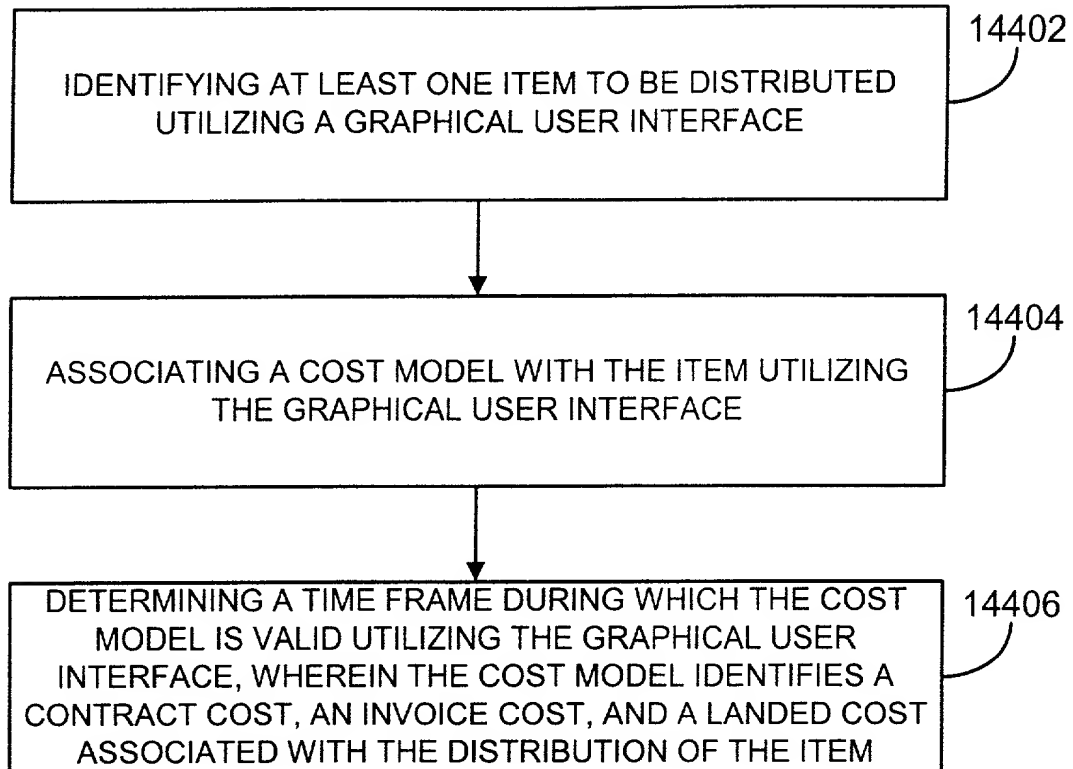 14402
IDENTIFYING AT LEAST ONE ITEM TO BE DISTRIBUTED
UTILIZING A GRAPHICAL USER INTERFACE
14404
ASSOCIATING A COST MODEL WITH THE ITEM UTILIZING
THE GRAPHICAL USER INTERFACE
14406
DETERMINING A TIME FRAME DURING WHICH THE COST
MODEL IS VALID UTILIZING THE GRAPHICAL USER
INTERFACE, WHEREIN THE COST MODEL IDENTIFIES A
CONTRACT COST, AN INVOICE COST, AND A LANDED COST
ASSOCIATED WITH THE DISTRIBUTION OF THE ITEM